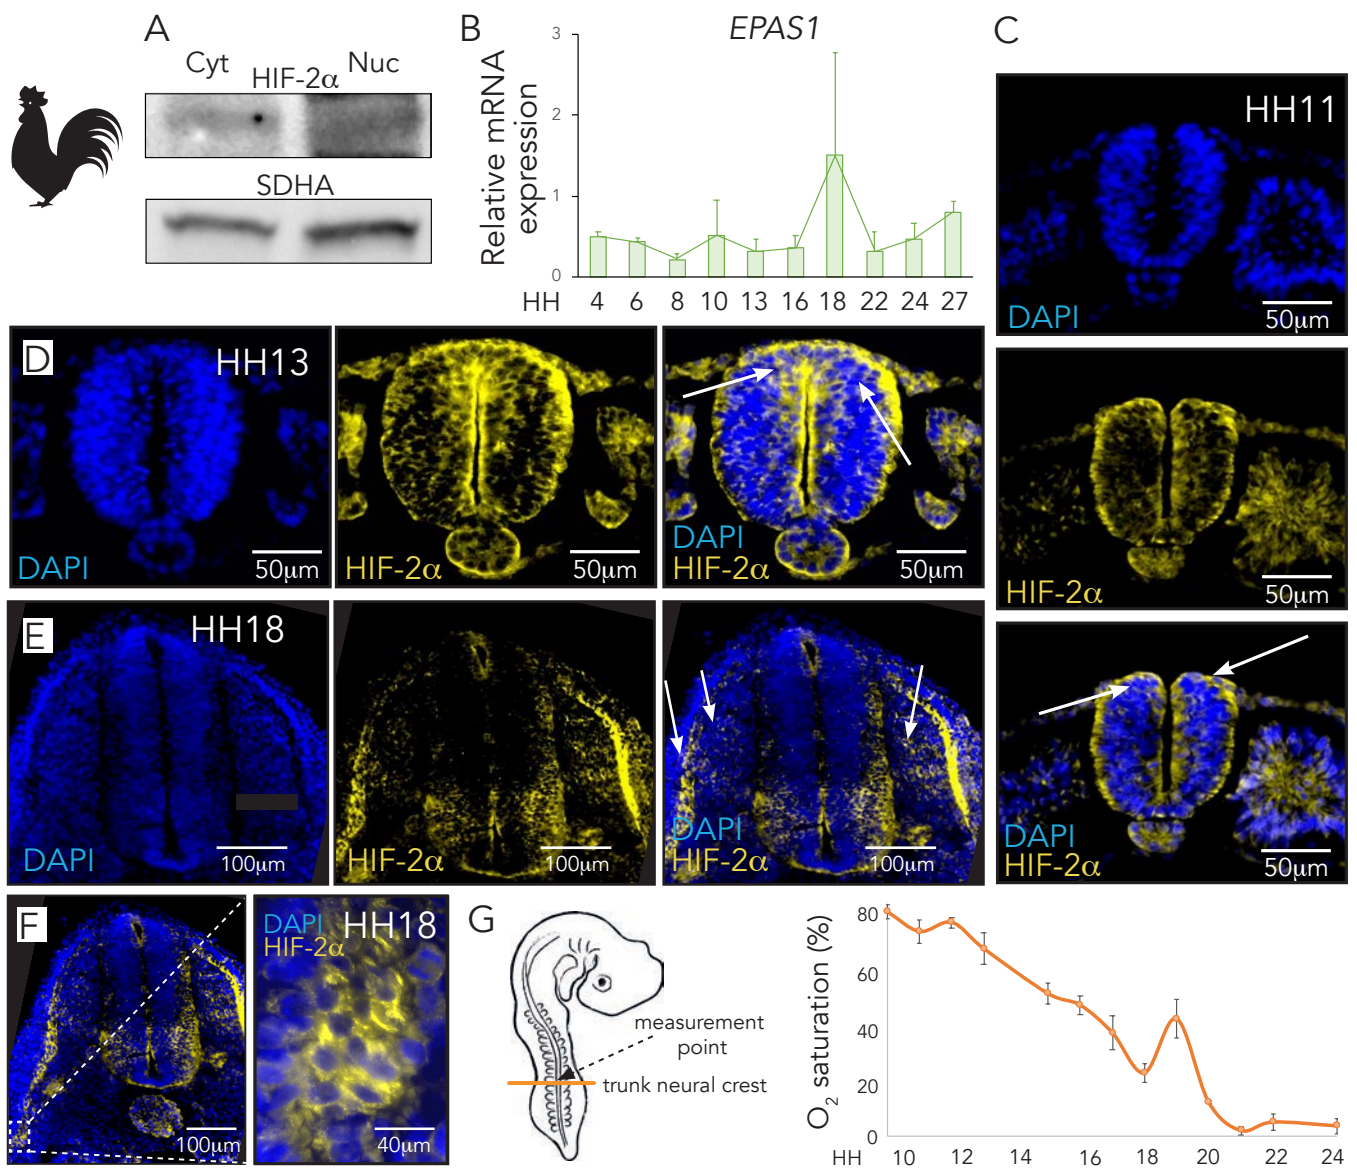 A
Cyt
HIF-2α
Nuc
SDHA
B
EPAS1
Relative mRNA
expression
3
2
1
0
HH
4
6
8
10
13
16
18
22
24
27
C
HH11
DAPI
50μm
HIF-2α
50μm
DAPI
HIF-2α
50μm
D
HH13
DAPI
50μm
HIF-2α
50μm
DAPI
HIF-2α
50μm
E
HH18
DAPI
100μm
HIF-2α
100μm
DAPI
HIF-2α
100μm
F
100μm
DAPI
HIF-2α
HH18
40μm
G
measurement
point
trunk neural crest
O2 saturation (%)
80
60
40
20
0
HH
10
12
14
16
18
20
22
24